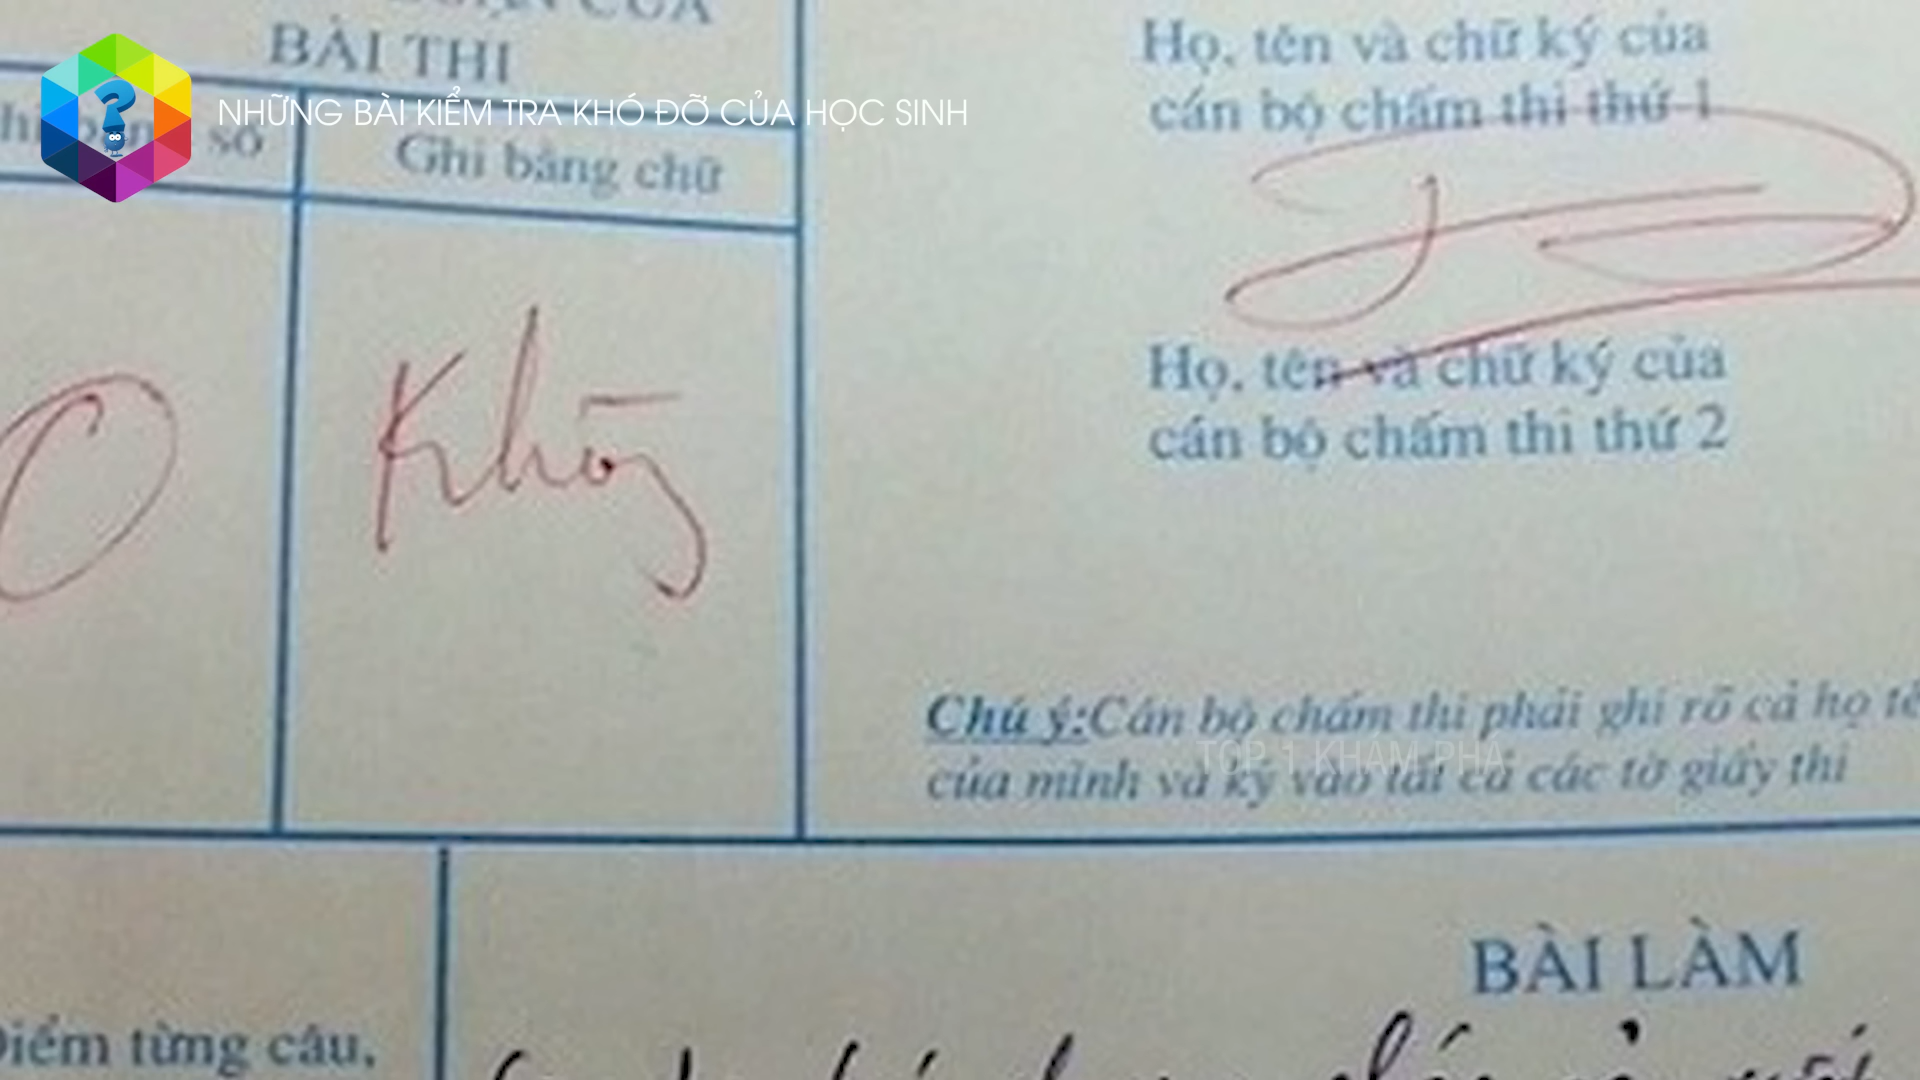 CỦA
BÀI THI
NHỮNG BÀI KIỂM TRA KHÓ ĐỠ CỦA HỌC SINH
số
Ghi bằng chữ
0
Không
Họ, tên và chữ ký của
cán bộ chấm thi thứ 1
Họ, tên và chữ ký của
cán bộ chấm thi thứ 2
Chú ý:Cán bộ chấm thi phải ghi rõ cả họ
của mình và ký vào tất cả các tờ giấy thi
TOP 1 KHÁM PHÁ
BÀI LÀM
Điểm từng câu,